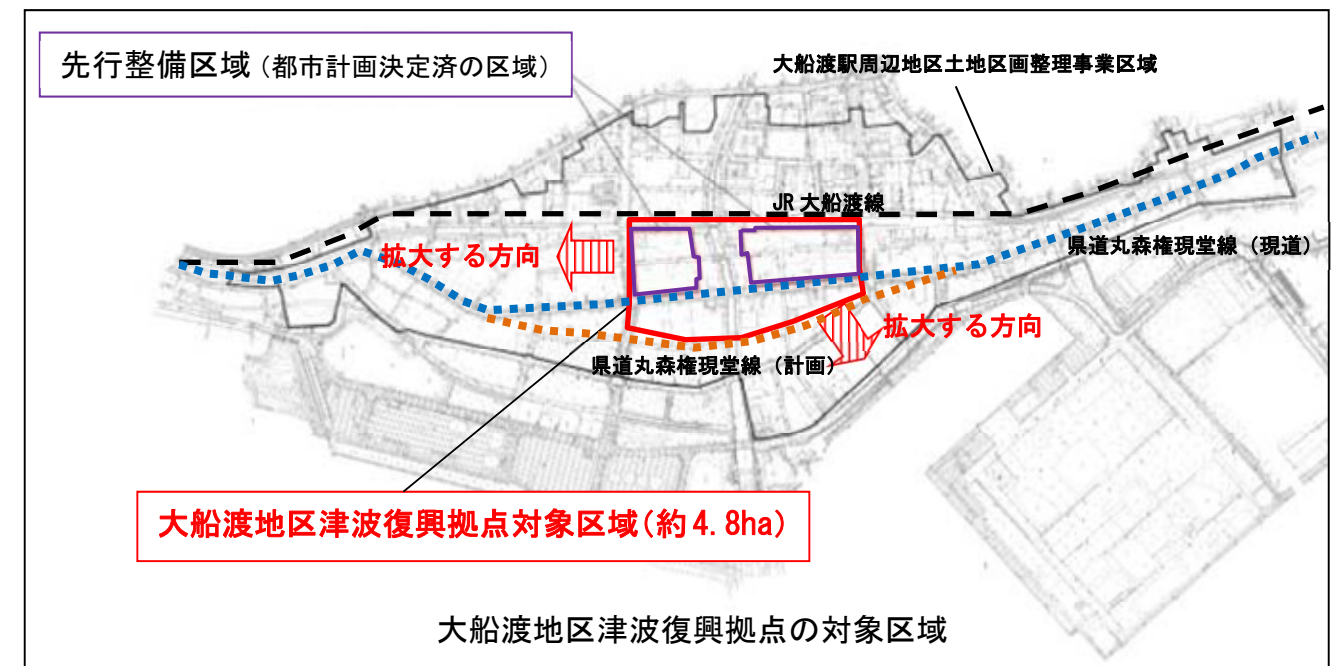 先行整備区域（都市計画決定済の区域）
大船渡駅周辺地区土地区画整理事業区域
JR 大船渡線
拡大する方向
県道丸森権現堂線（現道）
拡大する方向
県道丸森権現堂線（計画）
大船渡地区津波復興拠点対象区域(約4.8ha)
大船渡地区津波復興拠点の対象区域